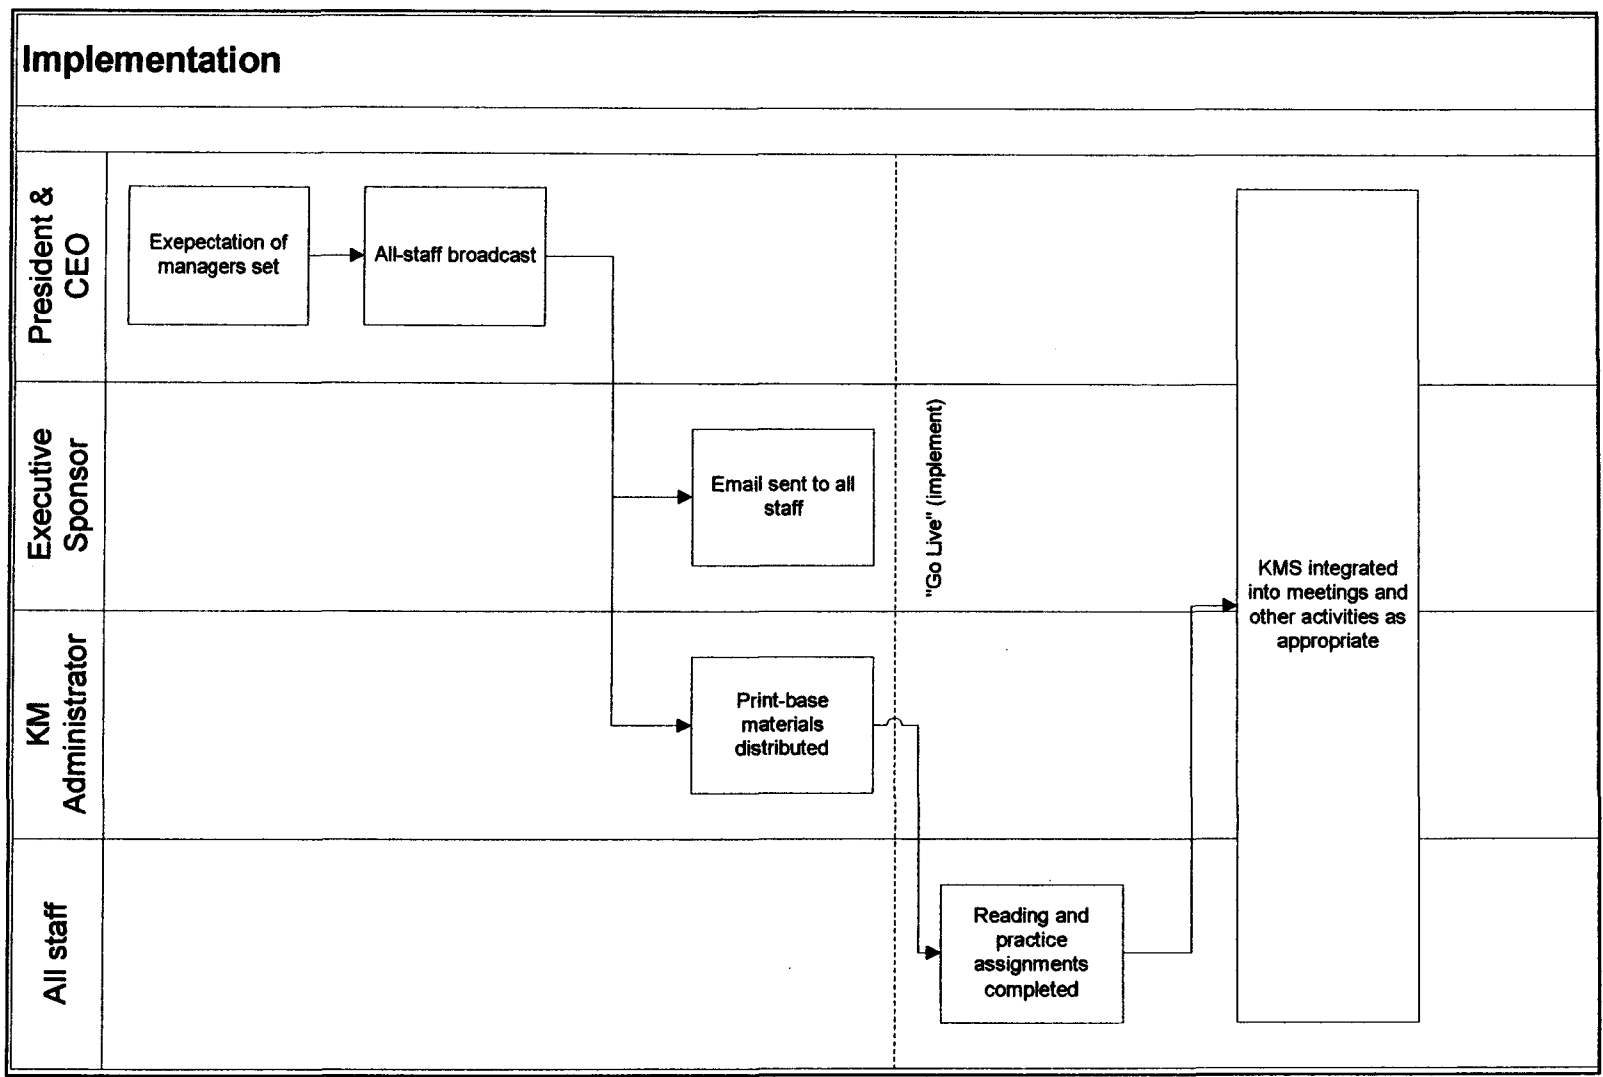 Implementation
President &
CEO
Exepectation of
managers set
All-staff broadcast
Executive
Sponsor
Email sent to all
staff
"Go Live" (implement)
KMS integrated
into meetings and
other activities as
appropriate
KM
Administrator
Print-base
materials
distributed
All staff
Reading and
practice
assignments
completed